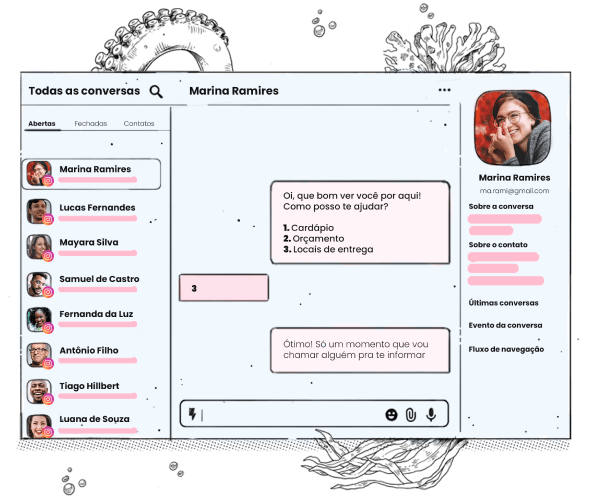 Todas as conversas
Abertas
Fechadas
Contatos
Marina Ramires
Lucas Fernandes
Mayara Silva
Samuel de Castro
Fernanda da Luz
Antônio Filho
Tiago Hillbert
Luana de Souza
Marina Ramires
Oi, que bom ver você por aqui!
Como posso te ajudar?
1. Cardápio
2. Orçamento
3. Locais de entrega
3
Ótimo! Só um momento que vou
chamar alguém pra te informar
Marina Ramires
ma.rami@gmail.com
Sobre a conversa
Sobre o contato
Últimas conversas
Evento da conversa
Fluxo de navegação